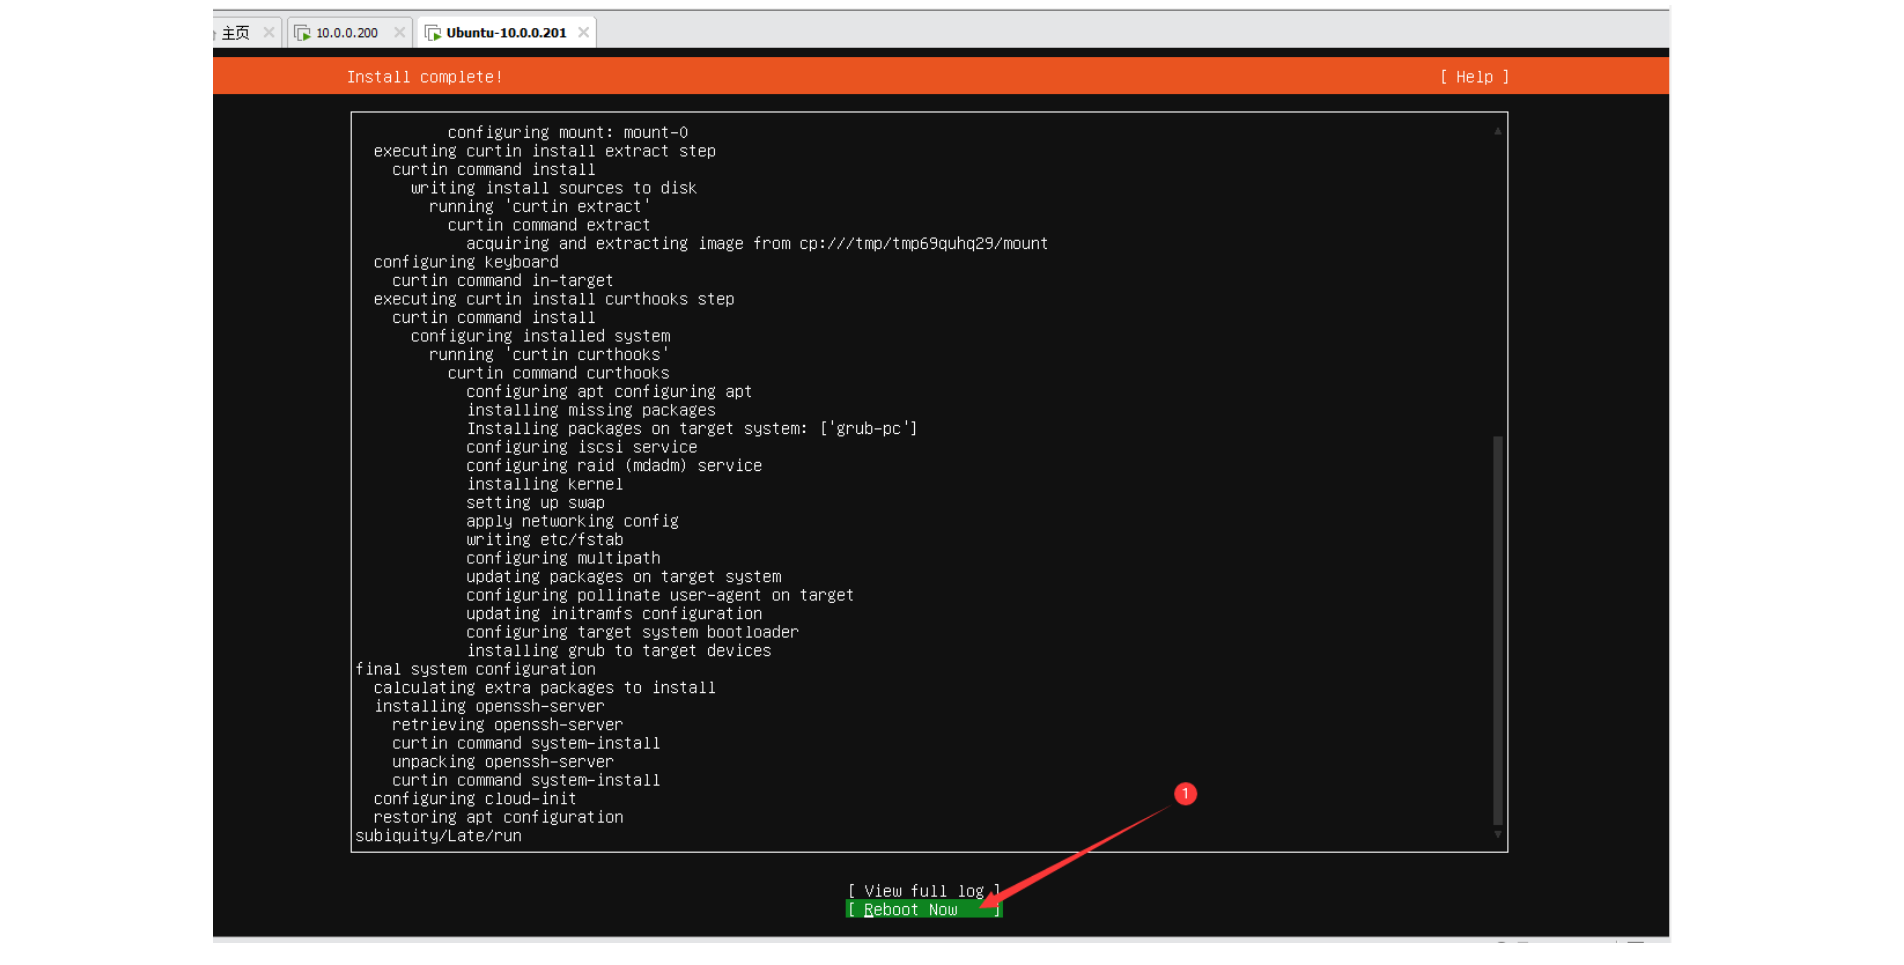 主页
10.0.0.200
Ubuntu-10.0.0.201
Install complete!
[ Help ]
configuring mount: mount-0
executing curtin install extract step
curtin command install
writing install sources to disk
running 'curtin extract'
curtin command extract
acquiring and extracting image from cp:///tmp/tmp69quhq29/mount
configuring keyboard
curtin command in-target
executing curtin install curthooks step
curtin command install
configuring installed system
running 'curtin curthooks'
curtin command curthooks
configuring apt configuring apt
installing missing packages
Installing packages on target system: ['grub-pc']
configuring iscsi service
configuring raid (mdadm) service
installing kernel
setting up swap
apply networking config
writing etc/fstab
configuring multipath
updating packages on target system
configuring pollinate user-agent on target
updating initramfs configuration
configuring target system bootloader
installing grub to target devices
final system configuration
calculating extra packages to install
installing openssh-server
retrieving openssh-server
curtin command system-install
unpacking openssh-server
curtin command system-install
configuring cloud-init
restoring apt configuration
subiquity/Late/run
1
[ View full log ]
[ Reboot Now ]